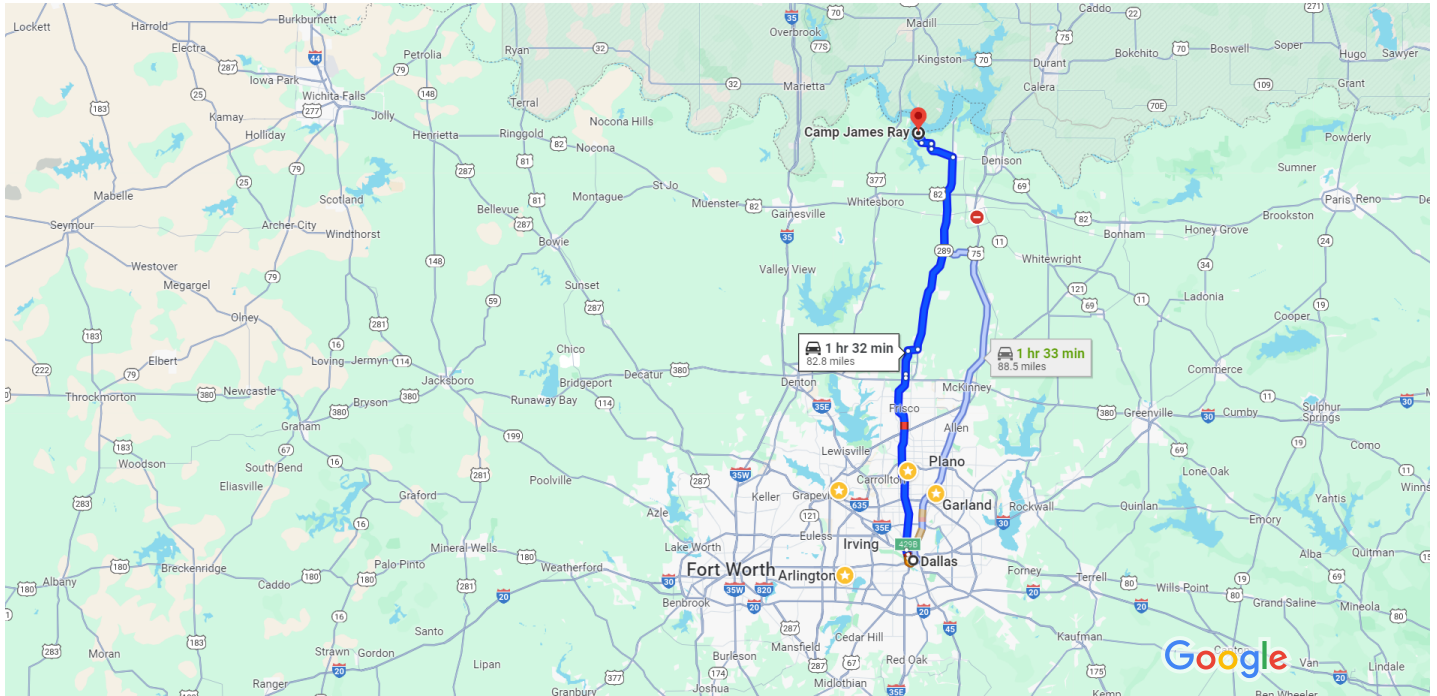 Lockett
Harrold
Burkburnett
Ryan
Overbrook
Madill
Caddo
Soper
Hugo
Sawyer
Electra
Petrolia
Iowa Park
Wichita Falls
Jolly
Terral
Marietta
Kingston
Durant
Calera
Bokchito
Boswell
Grant
Kamay
Holliday
Henrietta
Ringgold
Nocona Hills
Nocona
Camp James Ray
Denison
Powderly
Sumner
Mabelle
Scotland
Montague
St Jo
Muenster
Gainesville
Whitesboro
Paris
Reno
Seymour
Archer City
Windthorst
Bellevue
Bowie
Bonham
Honey Grove
Brookston
Westover
Megargel
Valley View
Whitewright
Ladonia
Sunset
Olney
Cooper
Elbert
Loving
Jermyn
Chico
1 hr 32 min
82.8 miles
1 hr 33 min
88.5 miles
Commerce
Throckmorton
Newcastle
Bryson
Jacksboro
Runaway Bay
Bridgeport
Decatur
Denton
McKinney
Greenville
Cumby
Sulphur
Springs
Graham
Frisco
Allen
Como
Woodson
South Bend
Eliasville
Lewisville
Plano
Lone Oak
Winns
Graford
Poolville
Keller
Grapevi
Carrollton
Garland
Rockwall
Quinlan
Yantis
Azle
Euless
Irving
Emory
Mineral Wells
Lake Worth
Dallas
Alba
Quitman
Albany
Breckenridge
Caddo
Palo Pinto
Weatherford
Fort Worth
Arlington
Forney
Terrell
Wills Point
Grand Saline
Mineola
Benbrook
Santo
Cedar Hill
Kaufman
Moran
Strawn
Gordon
Lipan
Burleson
Mansfield
Red Oak
Google
Canton
Van
Lindale
Ranger
Granbury
Joshua
Midlothian
Kemp
Ben Wheeler